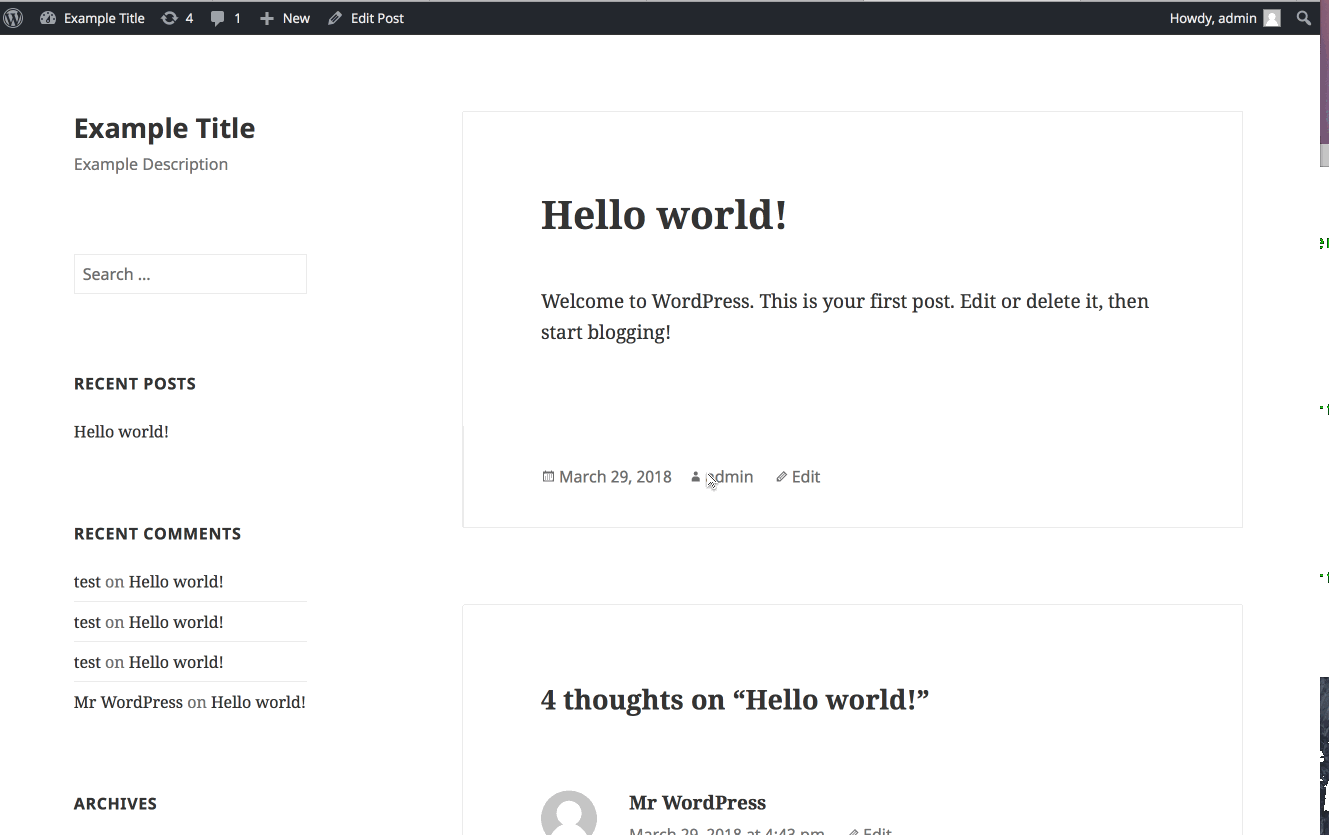 Example Title 4 1 New Edit Post Howdy, admin
Example Title
Example Description
Search ...
RECENT POSTS
Hello world!
RECENT COMMENTS
test on Hello world!
test on Hello world!
test on Hello world!
Mr WordPress on Hello world!
ARCHIVES
Hello world!
Welcome to WordPress. This is your first post. Edit or delete it, then
start blogging!
March 29, 2018 admin Edit
4 thoughts on “Hello world!”
Mr WordPress
March 29, 2018 at 4:43 pm Edit